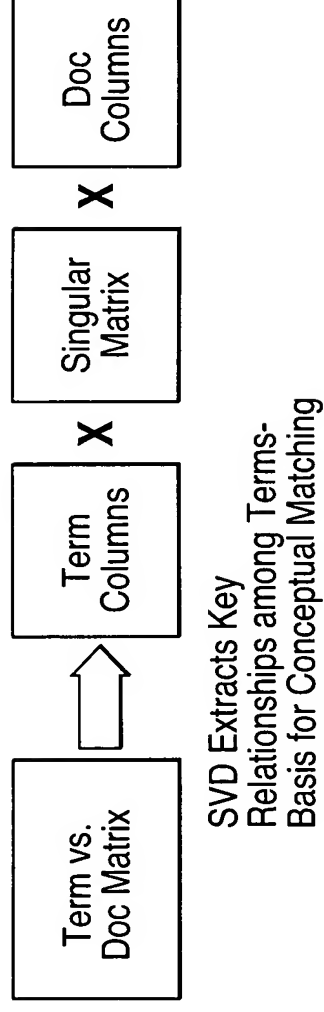 Term vs.
Doc Matrix
Term
Columns
X
Singular
Matrix
X
Doc
Columns
SVD Extracts Key
Relationships among Terms-
Basis for Conceptual Matching